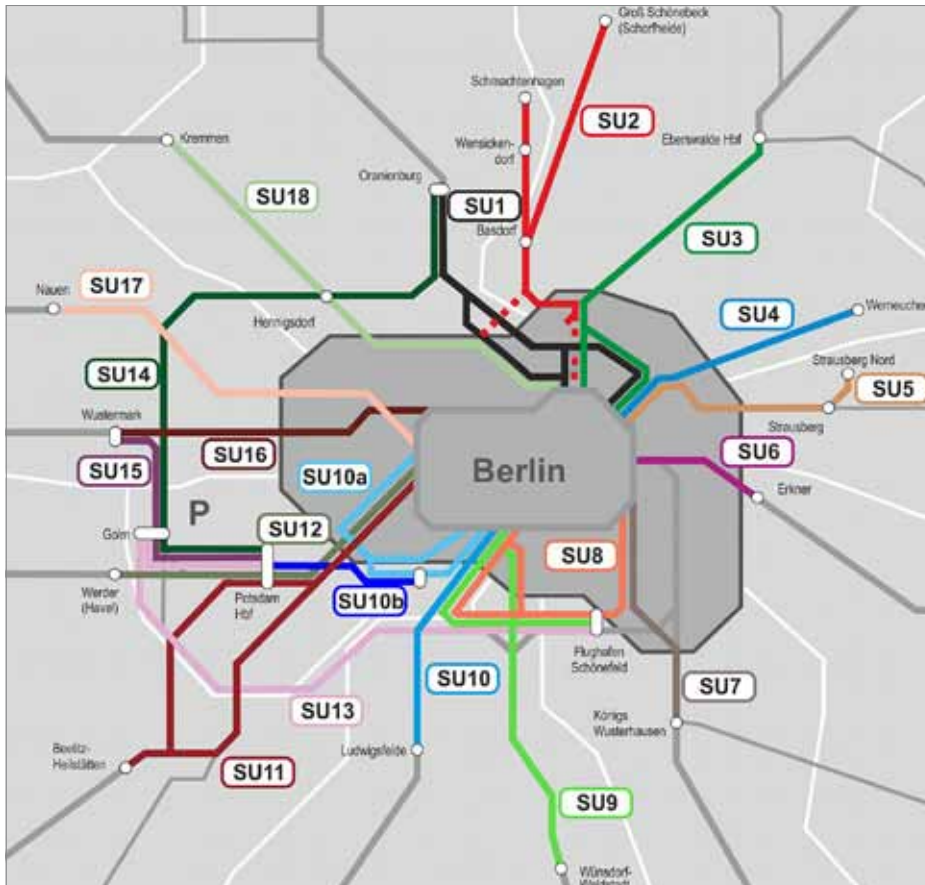 Groß Schönebeck
(Schorfheide)
Schmachtenhagen
SU2
Kremmen
Wensicken-
dorf
Eberswalde Hbf
Oranienburg
SU18
SU1
Basdorf
SU3
SU17
Nauen
SU4
Werneuchen
Hennigsdorf
Strausberg Nord
SU14
SU5
Wustermark
Strausberg
SU16
SU6
SU15
SU10a
Berlin
Erkner
P
SU12
Golm
SU8
Werder
(Havel)
Potsdam
Hbf
SU10b
Flughafen
Schönefeld
SU10
SU7
SU13
Königs
Wusterhausen
Beelitz-
Heilstätten
Ludwigsfelde
SU11
SU9
Wünsdorf-